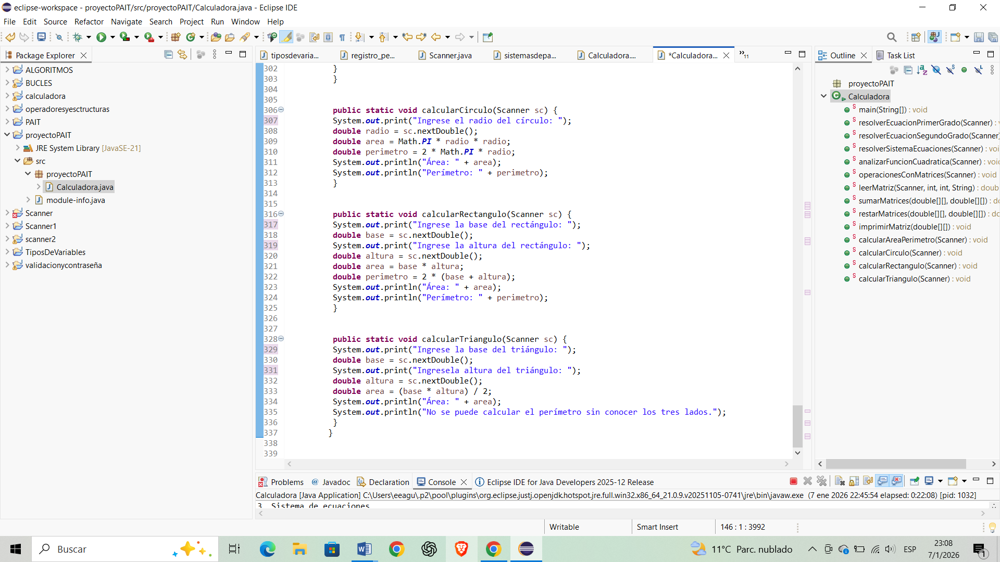 eclipse-workspace - proyectoPAIT/src/proyectoPAIT/Calculadora.java - Eclipse IDE
File Edit Source Refactor Navigate Search Project Run Window Help
Package Explorer
ALGORITMOS
BUCLES
calculadora
operadoresyesctructuras
PAIT
proyectoPAIT
JRE System Library [JavaSE-21]
src
proyectoPAIT
Calculadora.java
module-info.java
Scanner
Scanner1
scanner2
TiposDeVariables
validacionycontraseña
tiposdevaria... registro_pe... Scanner.java sistemasdepa... Calculadora.... *Calculadora... »11
302 }
303 }
304
305
306 public static void calcularCirculo(Scanner sc) {
307 System.out.print("Ingrese el radio del círculo: ");
308 double radio = sc.nextDouble();
309 double area = Math.PI * radio * radio;
310 double perimetro = 2 * Math.PI * radio;
311 System.out.println("Área: " + area);
312 System.out.println("Perímetro: " + perimetro);
313 }
314
315
316 public static void calcularRectangulo(Scanner sc) {
317 System.out.print("Ingrese la base del rectángulo: ");
318 double base = sc.nextDouble();
319 System.out.print("Ingrese la altura del rectángulo: ");
320 double altura = sc.nextDouble();
321 double area = base * altura;
322 double perimetro = 2 * (base + altura);
323 System.out.println("Área: " + area);
324 System.out.println("Perímetro: " + perimetro);
325 }
326
327
328 public static void calcularTriangulo(Scanner sc) {
329 System.out.print("Ingrese la base del triángulo: ");
330 double base = sc.nextDouble();
331 System.out.print("Ingresela altura del triángulo: ");
332 double altura = sc.nextDouble();
333 double area = (base * altura) / 2;
334 System.out.println("Área: " + area);
335 System.out.println("No se puede calcular el perímetro sin conocer los tres lados.");
336 }
337 }
338
339
Outline Task List
proyectoPAIT
Calculadora
main(String[]) : void
resolverEcuacionPrimerGrado(Scanner) :
resolverEcuacionSegundoGrado(Scanner
resolverSistemaEcuaciones(Scanner) : voi
analizarFuncionCuadratica(Scanner) : voi
operacionesConMatrices(Scanner) : void
leerMatriz(Scanner, int, int, String) : doub
sumarMatrices(double[][], double[][]) : do
restarMatrices(double[][], double[][]) : do
imprimirMatriz(double[][]) : void
calcularAreaPerimetro(Scanner) : void
calcularCirculo(Scanner) : void
calcularRectangulo(Scanner) : void
calcularTriangulo(Scanner) : void
Problems Javadoc Declaration Console Eclipse IDE for Java Developers 2025-12 Release
Calculadora [Java Application] C:\Users\eeagu\.p2\pool\plugins\org.eclipse.justj.openjdk.hotspot.jre.full.win32.x86_64_21.0.9.v20251105-0741\jre\bin\javaw.exe (7 ene 2026 22:45:54 elapsed: 0:22:08) [pid: 1032]
3. Sistema de ecuaciones
Writable Smart Insert 146 : 1 : 3992
Buscar
11°C Parc. nublado
ESP
23:08
7/1/2026
1